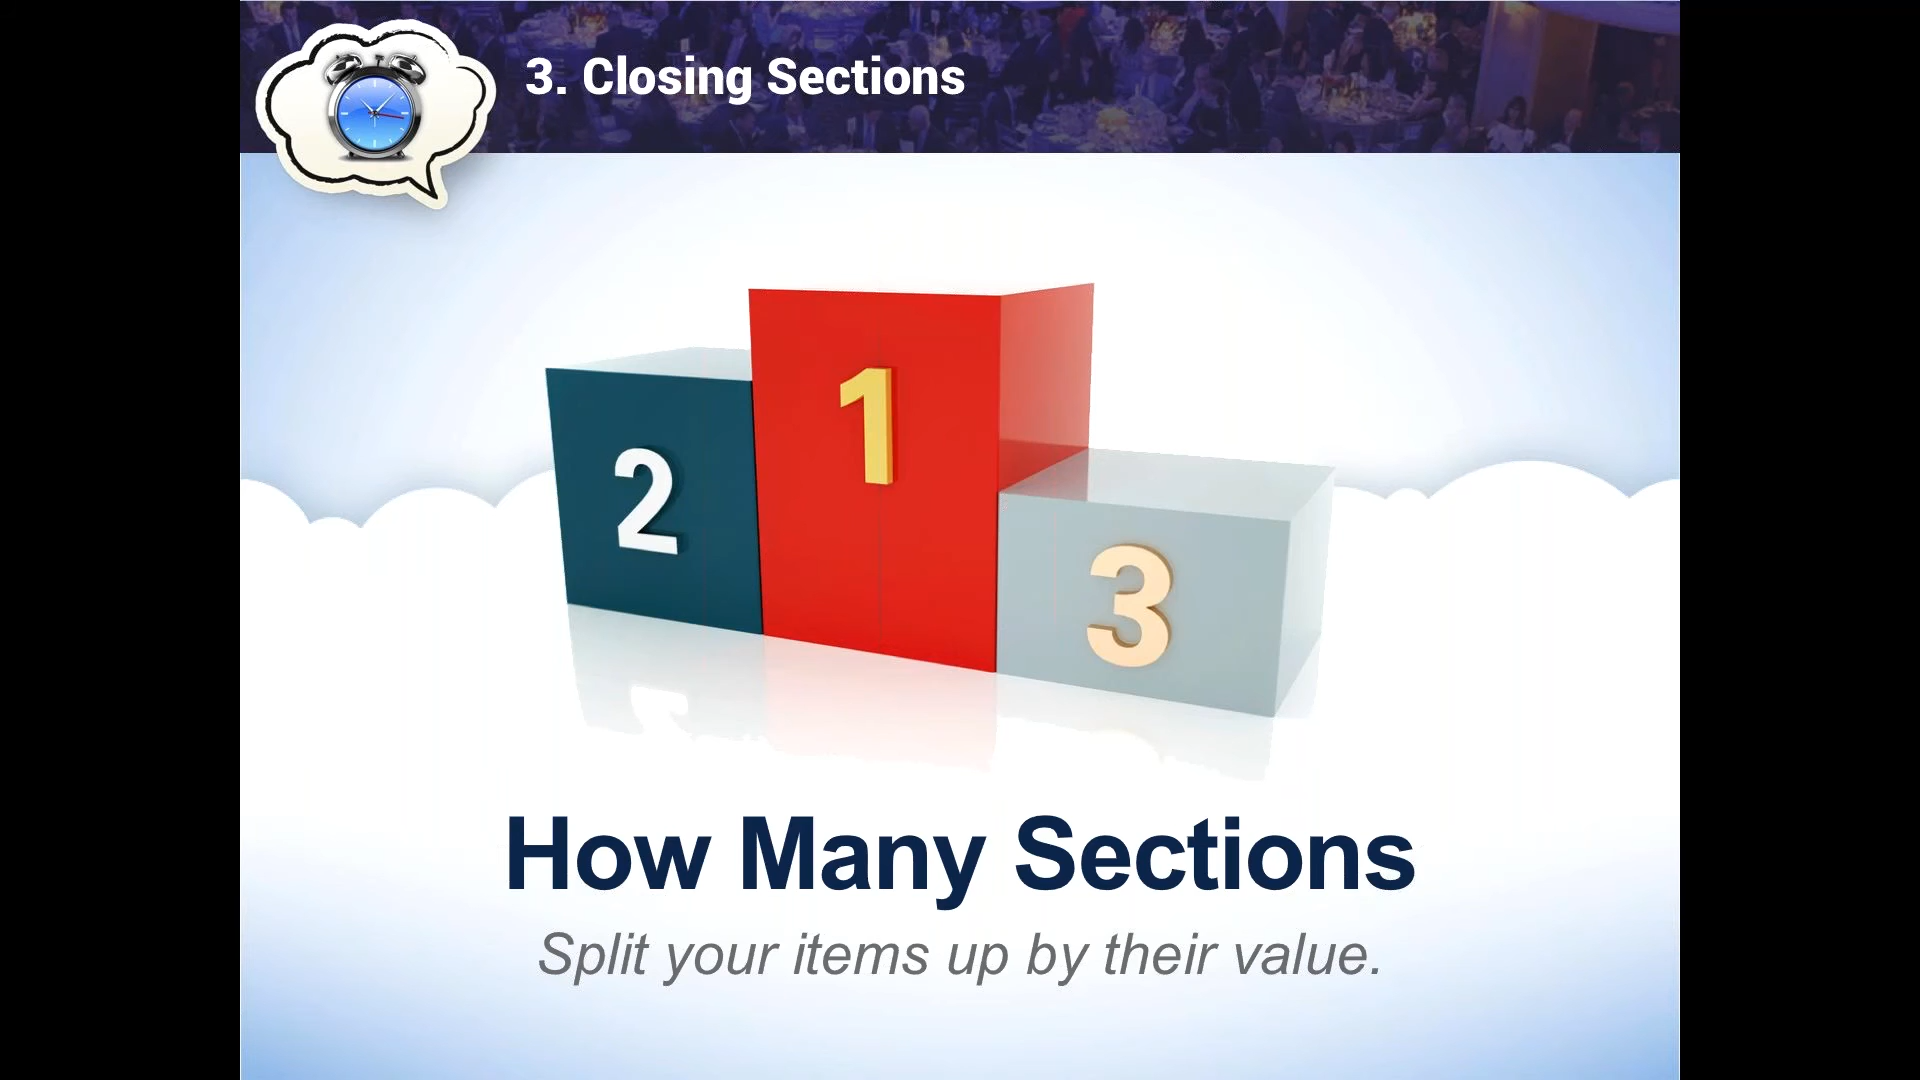 3. Closing Sections
1
2
3
How Many Sections
Split your items up by their value.